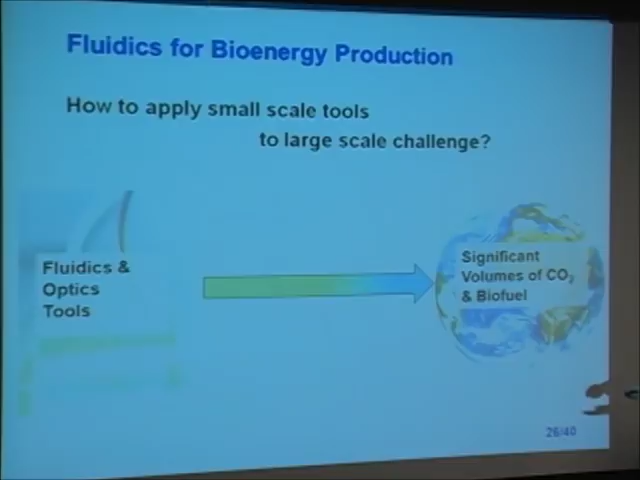 Fluidics for Bioenergy Production
How to apply small scale tools
to large scale challenge?
Fluidics &
Optics
Tools
Significant
Volumes of CO₂
& Biofuel
26/40